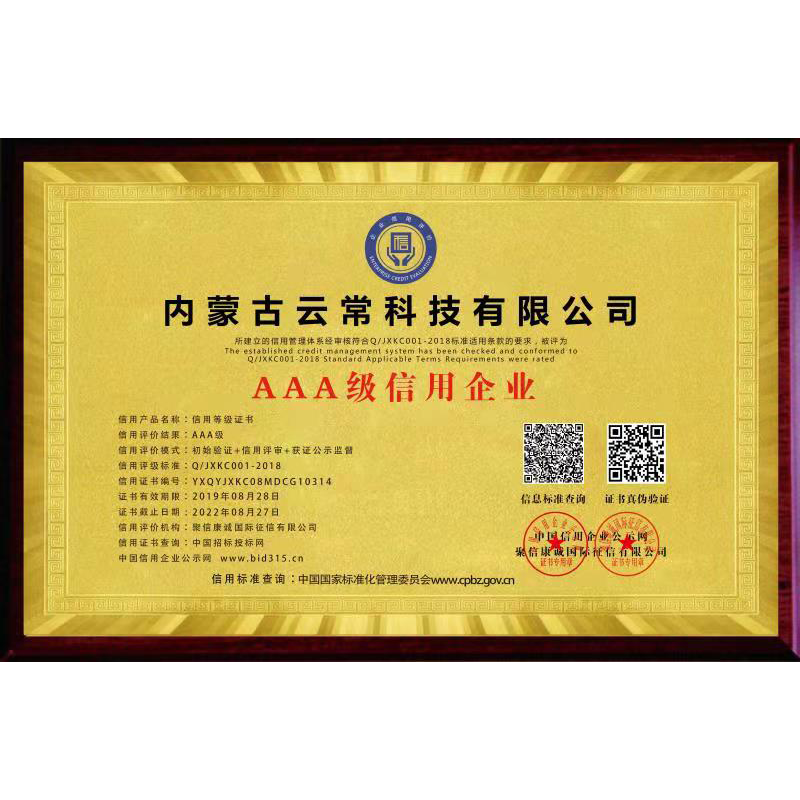 企业信用评价
ENTERPRISE CREDIT EVALUATION
信
内蒙古云常科技有限公司
所建立的信用管理体系经审核符合Q/JXKC001-2018标准适用条款的要求，被评为
The established credit management system has been checked and conformed to
Q/JXKC001-2018 Standard Applicable Terms Requirements were rated
AAA级信用企业
信用产品名称：信用等级证书
信用评价结果：AAA级
信用评价模式：初始验证+信用评审+获证公示监督
信用评级标准：Q/JXKC001-2018
信用证书编号：YXQYJXKC08MDCG10314
证书有效期限：2019年08月28日
证书截止日期：2022年08月27日
信用评价机构：聚信康诚国际征信有限公司
信用证书查询：中国招标投标网
中国信用企业公示网 www.bid315.cn
信息标准查询 证书真伪验证
中国信用企业公示网
聚信康诚国际征信有限公司
证书专用章 证书专用章
信用标准查询：中国国家标准化管理委员会www.cpbz.gov.cn